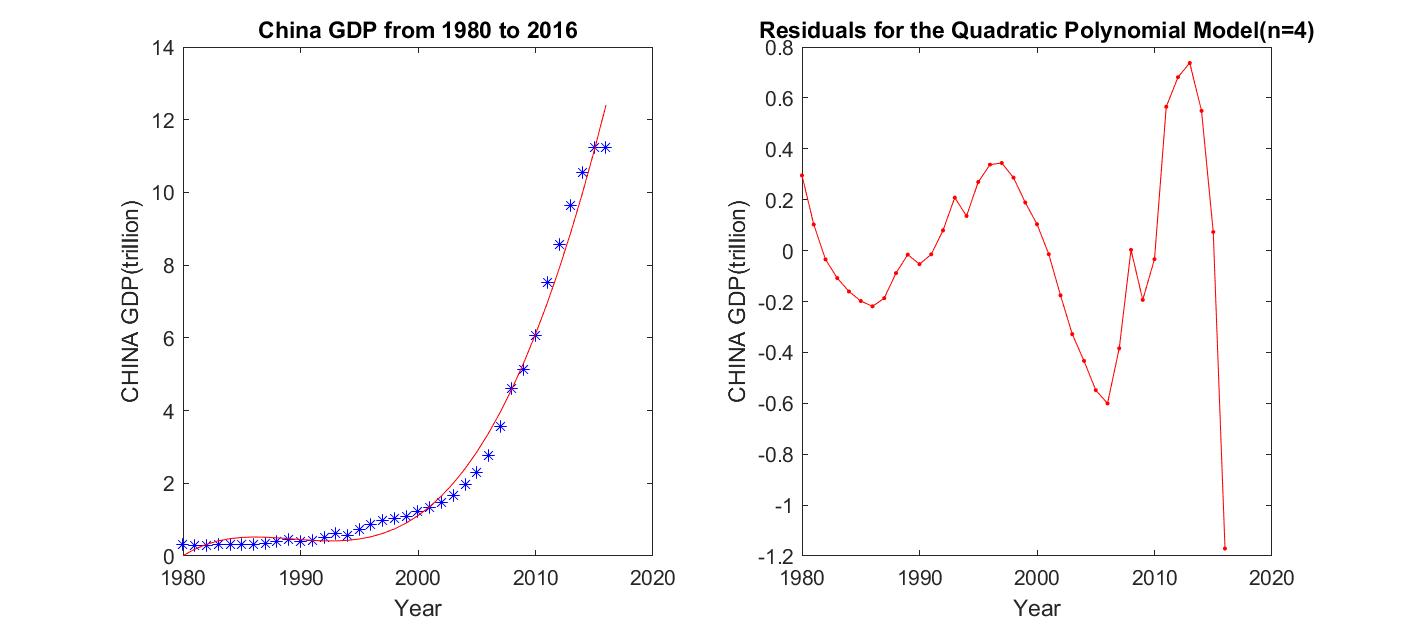 China GDP from 1980 to 2016
14
12
10
8
6
4
2
0
1980 1990 2000 2010 2020
Year
CHINA GDP(trillion)
Residuals for the Quadratic Polynomial Model(n=4)
0.8
0.6
0.4
0.2
0
-0.2
-0.4
-0.6
-0.8
-1
-1.2
1980 1990 2000 2010 2020
Year
CHINA GDP(trillion)